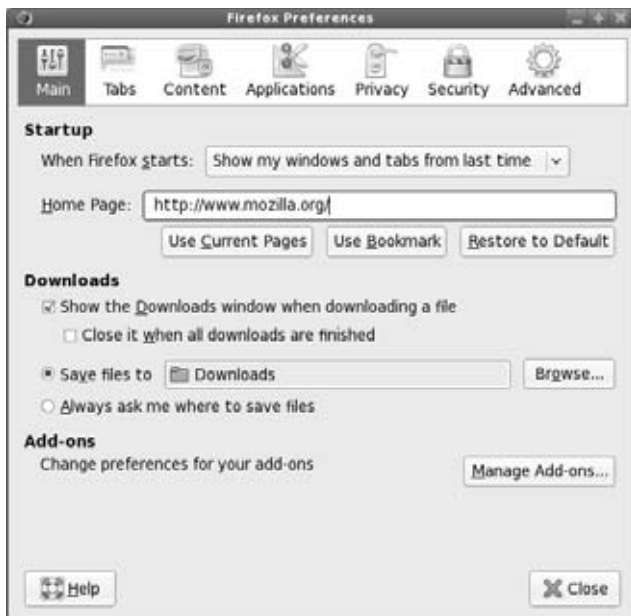 Firefox Preferences
Main Tabs Content Applications Privacy Security Advanced
Startup
When Firefox starts: Show my windows and tabs from last time
Home Page: http://www.mozilla.org/
Use Current Pages Use Bookmark Restore to Default
Downloads
Show the Downloads window when downloading a file
Close it when all downloads are finished
Save files to Downloads Browse...
Always ask me where to save files
Add-ons
Change preferences for your add-ons
Manage Add-ons...
Help Close